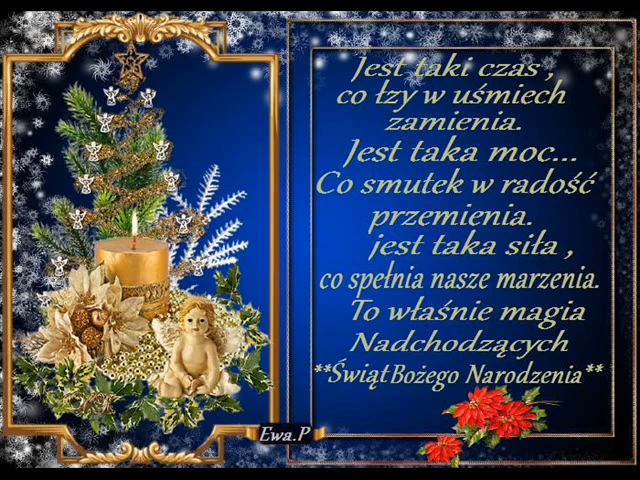 Jest taki czas ,
co łzy w uśmiech
zamienia.
Jest taka moc...
Co smutek w radość
przemienia.
jest taka siła ,
co spełnia nasze marzenia.
To właśnie magia
Nadchodzących
**Świąt Bożego Narodzenia**
Ewa.P